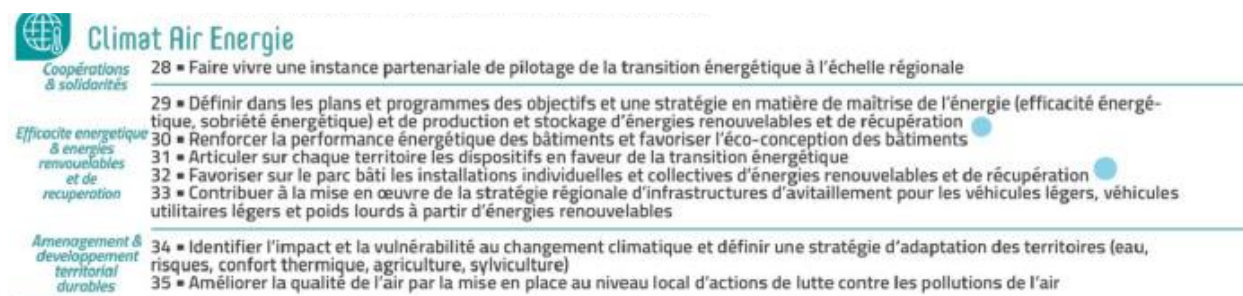 Climat Air Energie
Coopérations
& solidarités
28 ▪ Faire vivre une instance partenariale de pilotage de la transition énergétique à l'échelle régionale
Efficacite energetique
& energies
renvouelables
et de
recuperation
29 ▪ Définir dans les plans et programmes des objectifs et une stratégie en matière de maîtrise de l'énergie (efficacité énergé-
tique, sobriété énergétique) et de production et stockage d'énergies renouvelables et de récupération
30 ▪ Renforcer la performance énergétique des bâtiments et favoriser l'éco-conception des bâtiments
31 ▪ Articuler sur chaque territoire les dispositifs en faveur de la transition énergétique
32 ▪ Favoriser sur le parc bâti les installations individuelles et collectives d'énergies renouvelables et de récupération
33 ▪ Contribuer à la mise en œuvre de la stratégie régionale d'infrastructures d'avitaillement pour les véhicules légers, véhicules
utilitaires légers et poids lourds à partir d'énergies renouvelables
Amenagement &
developpement
territorial
durables
34 ▪ Identifier l'impact et la vulnérabilité au changement climatique et définir une stratégie d'adaptation des territoires (eau,
risques, confort thermique, agriculture, sylviculture)
35 ▪ Améliorer la qualité de l'air par la mise en place au niveau local d'actions de lutte contre les pollutions de l'air